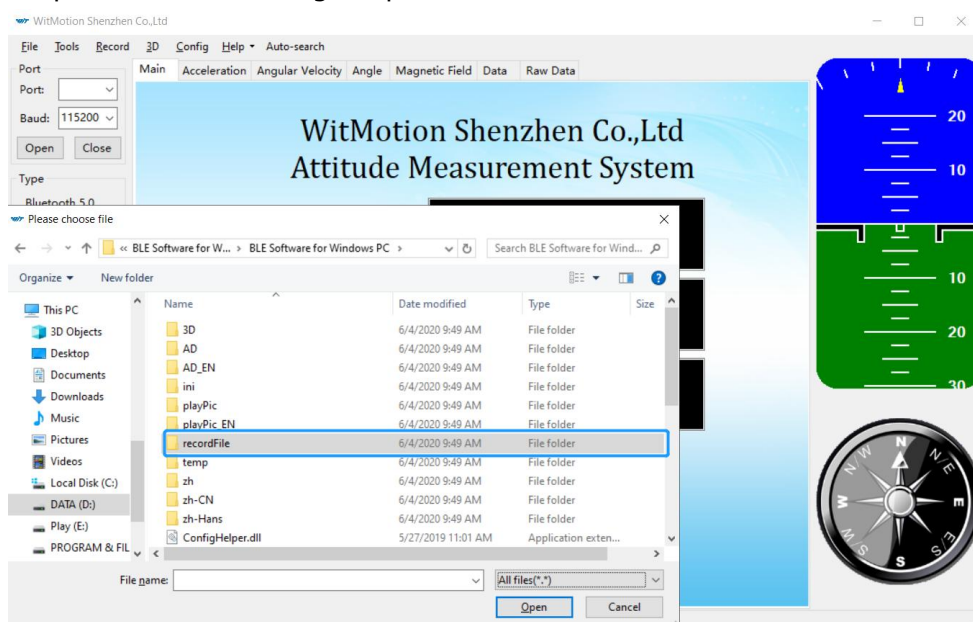 WitMotion Shenzhen Co.,Ltd
File Tools Record 3D Config Help Auto-search
Port
Port:
Baud: 115200
Open Close
Type
Bluetooth 5.0
Main Acceleration Angular Velocity Angle Magnetic Field Data Raw Data
WitMotion Shenzhen Co.,Ltd
Attitude Measurement System
20
10
10
20
30
N
N/E
E
S/E
S
W/S
W
N/W
Please choose file
« BLE Software for W... › BLE Software for Windows PC › Search BLE Software for Wind...
Organize New folder
This PC
3D Objects
Desktop
Documents
Downloads
Music
Pictures
Videos
Local Disk (C:)
DATA (D:)
Play (E:)
PROGRAM & FIL
Name Date modified Type Size
3D 6/4/2020 9:49 AM File folder
AD 6/4/2020 9:49 AM File folder
AD_EN 6/4/2020 9:49 AM File folder
ini 6/4/2020 9:49 AM File folder
playPic 6/4/2020 9:49 AM File folder
playPic_EN 6/4/2020 9:49 AM File folder
recordFile 6/4/2020 9:49 AM File folder
temp 6/4/2020 9:49 AM File folder
zh 6/4/2020 9:49 AM File folder
zh-CN 6/4/2020 9:49 AM File folder
zh-Hans 6/4/2020 9:49 AM File folder
ConfigHelper.dll 5/27/2019 11:01 AM Application exten...
File name: All files(*.*)
Open Cancel